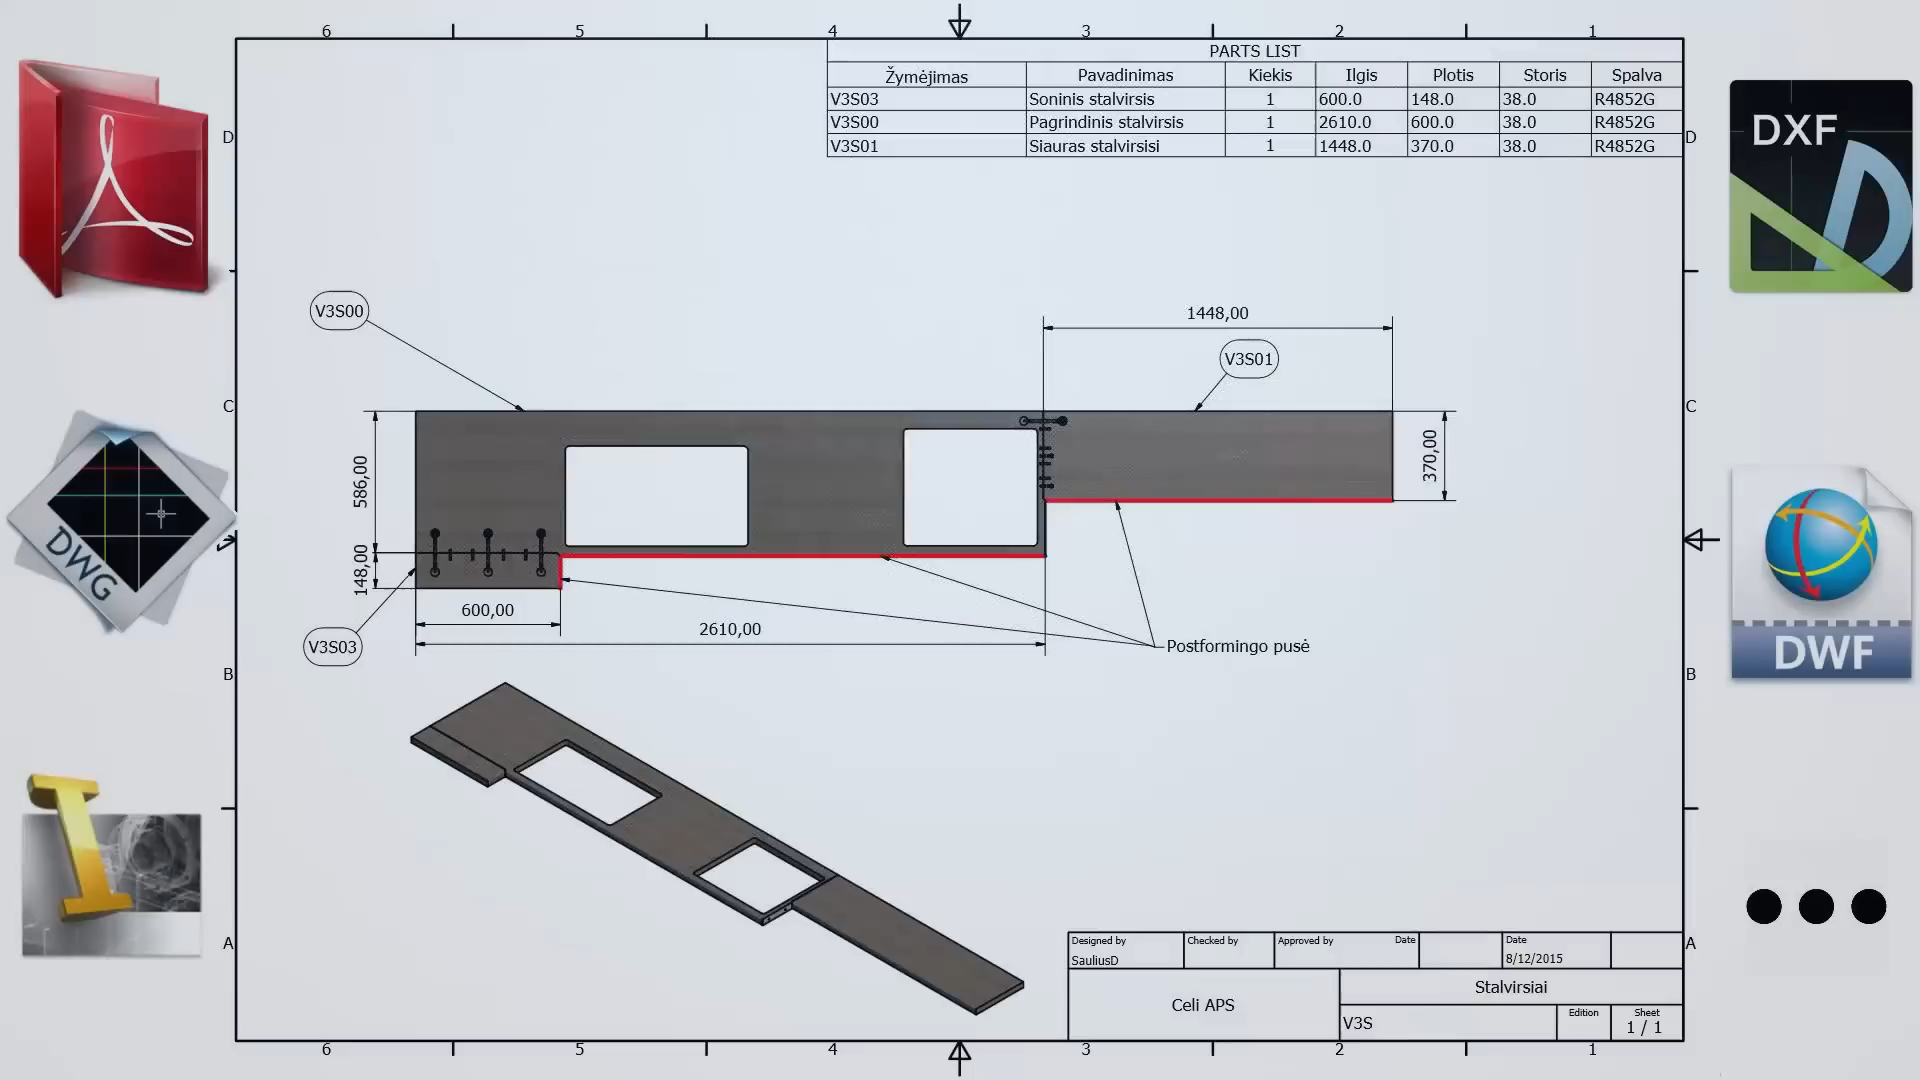 6 5 4 3 2 1
PARTS LIST
Žymėjimas Pavadinimas Kiekis Ilgis Plotis Storis Spalva
V3S03 Soninis stalvirsis 1 600.0 148.0 38.0 R4852G
V3S00 Pagrindinis stalvirsis 1 2610.0 600.0 38.0 R4852G
V3S01 Siauras stalvirsisi 1 1448.0 370.0 38.0 R4852G
D D
DXF
V3S00
1448,00
V3S01
C C
586,00
370,00
148,00
DWG
600,00
2610,00
V3S03
Postformingo pusė
DWF
B B
I
A A
Designed by Checked by Approved by Date Date
SauliusD 8/12/2015
Stalvirsiai
Celi APS
Edition Sheet
V3S 1 / 1
6 5 4 3 2 1